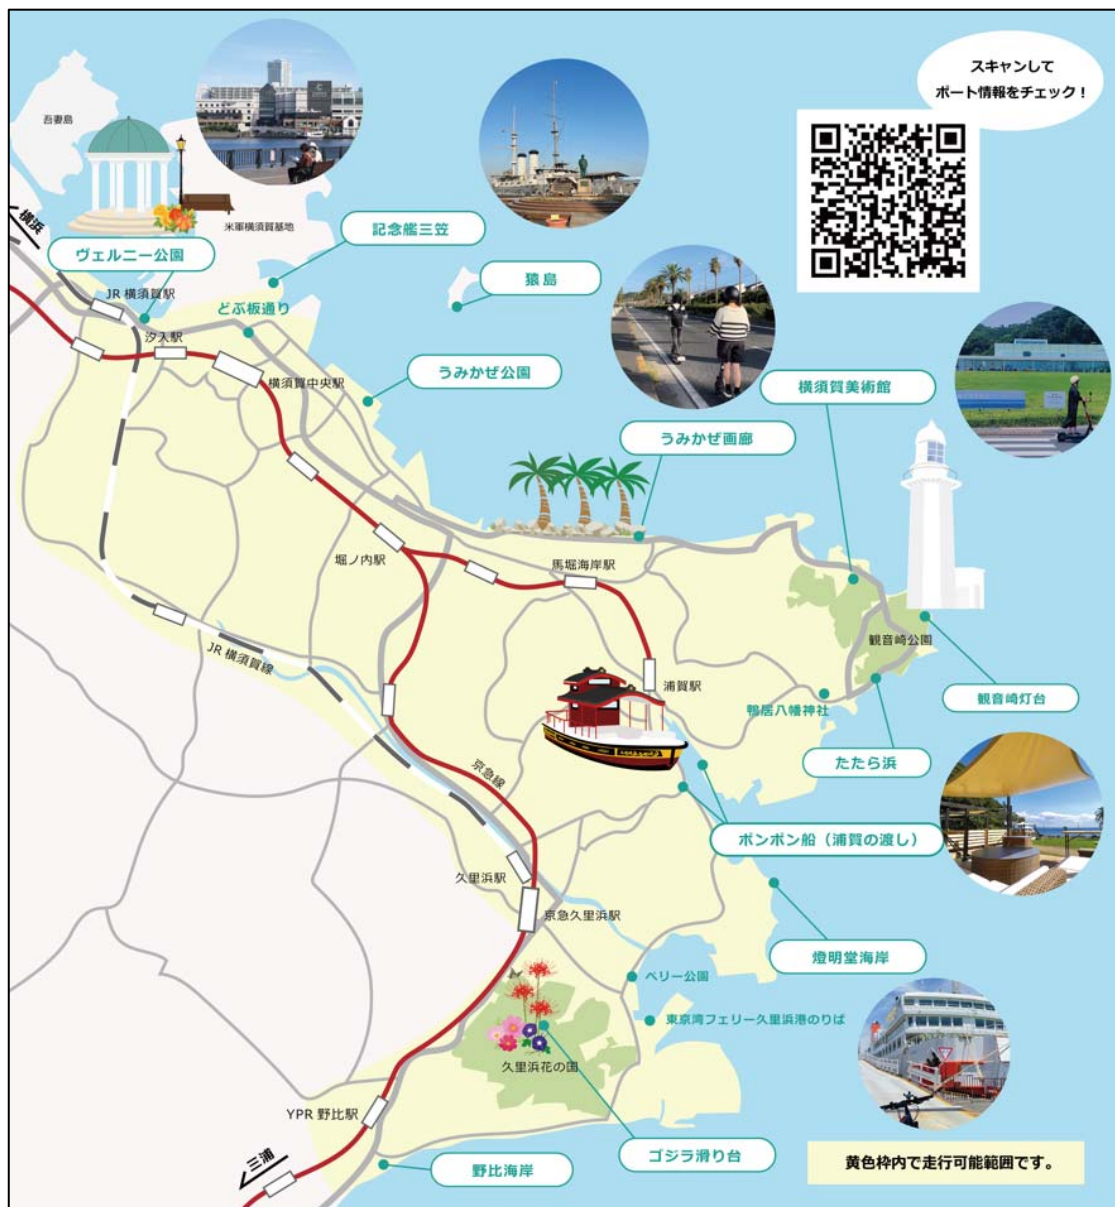 スキャンして
ポート情報をチェック！
吾妻島
米軍横須賀基地
横浜
ヴェルニー公園
記念艦三笠
猿島
JR 横須賀駅
どぶ板通り
汐入駅
横須賀中央駅
うみかぜ公園
横須賀美術館
うみかぜ画廊
堀ノ内駅
馬堀海岸駅
観音崎公園
JR 横須賀線
浦賀駅
鴨居八幡神社
観音崎灯台
たたら浜
京急線
ポンポン船（浦賀の渡し）
久里浜駅
京急久里浜駅
燈明堂海岸
ペリー公園
東京湾フェリー久里浜港のりば
久里浜花の国
YPR 野比駅
三浦
野比海岸
ゴジラ滑り台
黄色枠内で走行可能範囲です。